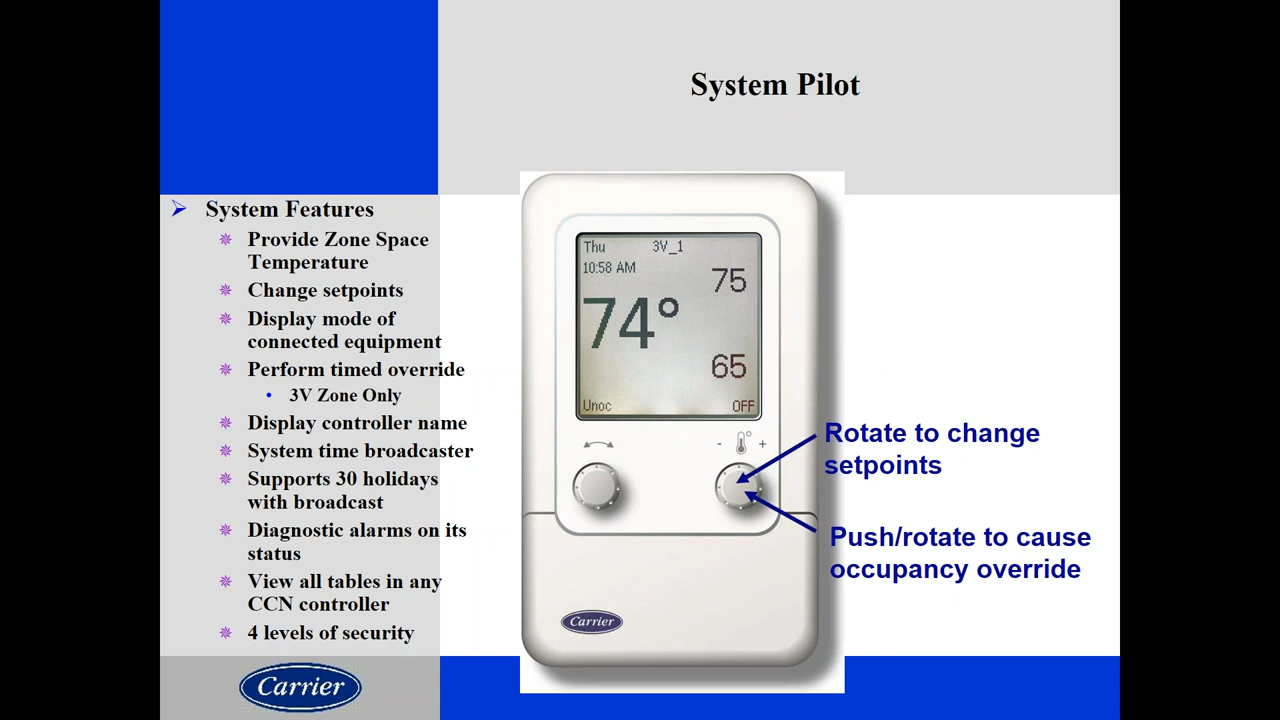 System Pilot
System Features
Provide Zone Space
Temperature
Change setpoints
Display mode of
connected equipment
Perform timed override
3V Zone Only
Display controller name
System time broadcaster
Supports 30 holidays
with broadcast
Diagnostic alarms on its
status
View all tables in any
CCN controller
4 levels of security
Carrier
Thu 3V_1
10:58 AM
75
74°
65
Unoc OFF
- +
Carrier
Rotate to change
setpoints
Push/rotate to cause
occupancy override